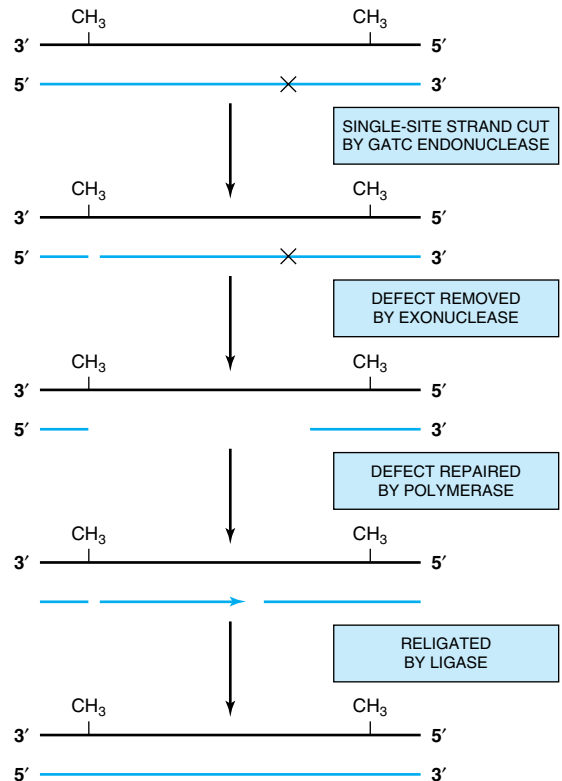 CH₃ CH₃
3′ 5′
5′ 3′
SINGLE-SITE STRAND CUT
BY GATC ENDONUCLEASE
CH₃ CH₃
3′ 5′
5′ 3′
DEFECT REMOVED
BY EXONUCLEASE
CH₃ CH₃
3′ 5′
5′ 3′
DEFECT REPAIRED
BY POLYMERASE
CH₃ CH₃
3′ 5′
RELIGATED
BY LIGASE
CH₃ CH₃
3′ 5′
5′ 3′